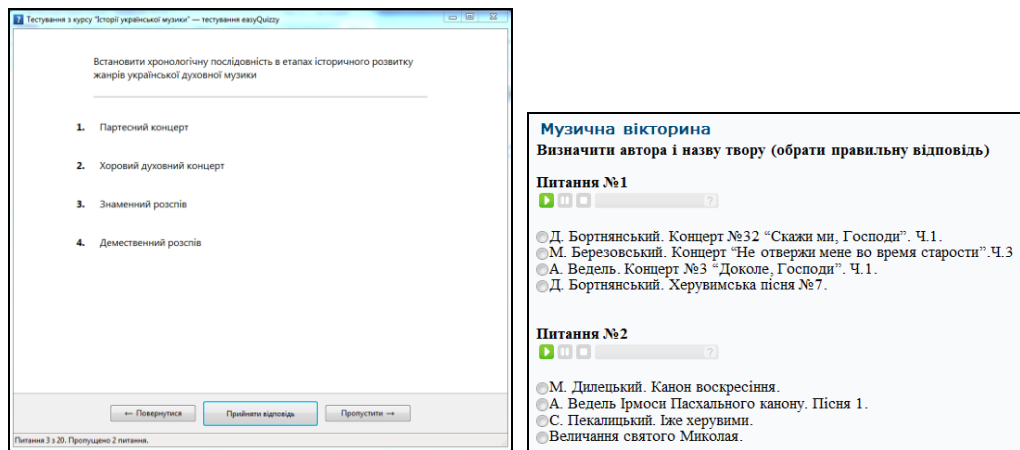 Тестування з курсу "Історії української музики" — тестування easyQuizzy
Встановити хронологічну послідовність в етапах історичного розвитку
жанрів української духовної музики
1. Партесний концерт
2. Хоровий духовний концерт
3. Знаменний розспів
4. Демественний розспів
← Повернутися
Прийняти відповідь
Пропустити →
Питання 3 з 20. Пропущено 2 питання.
Музична вікторина
Визначити автора і назву твору (обрати правильну відповідь)
Питання №1
?
Д. Бортнянський. Концерт №32 “Скажи ми, Господи”. Ч.1.
М. Березовський. Концерт “Не отвержи мене во время старости”.Ч.3
А. Ведель. Концерт №3 “Доколе, Господи”. Ч.1.
Д. Бортнянський. Херувимська пісня №7.
Питання №2
?
М. Дилецький. Канон воскресіння.
А. Ведель Ірмоси Пасхального канону. Пісня 1.
С. Пекалицький. Іже херувими.
Величання святого Миколая.